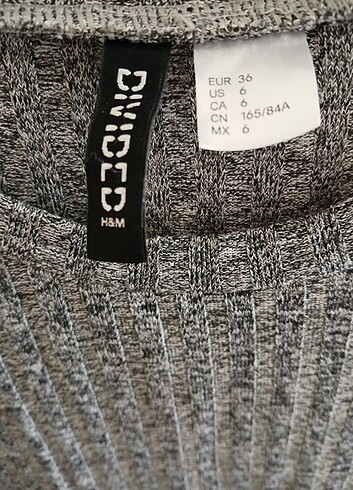 DIVIDED
H&M
EUR 36
US 6
CA 6
CN 165/84A
MX 6